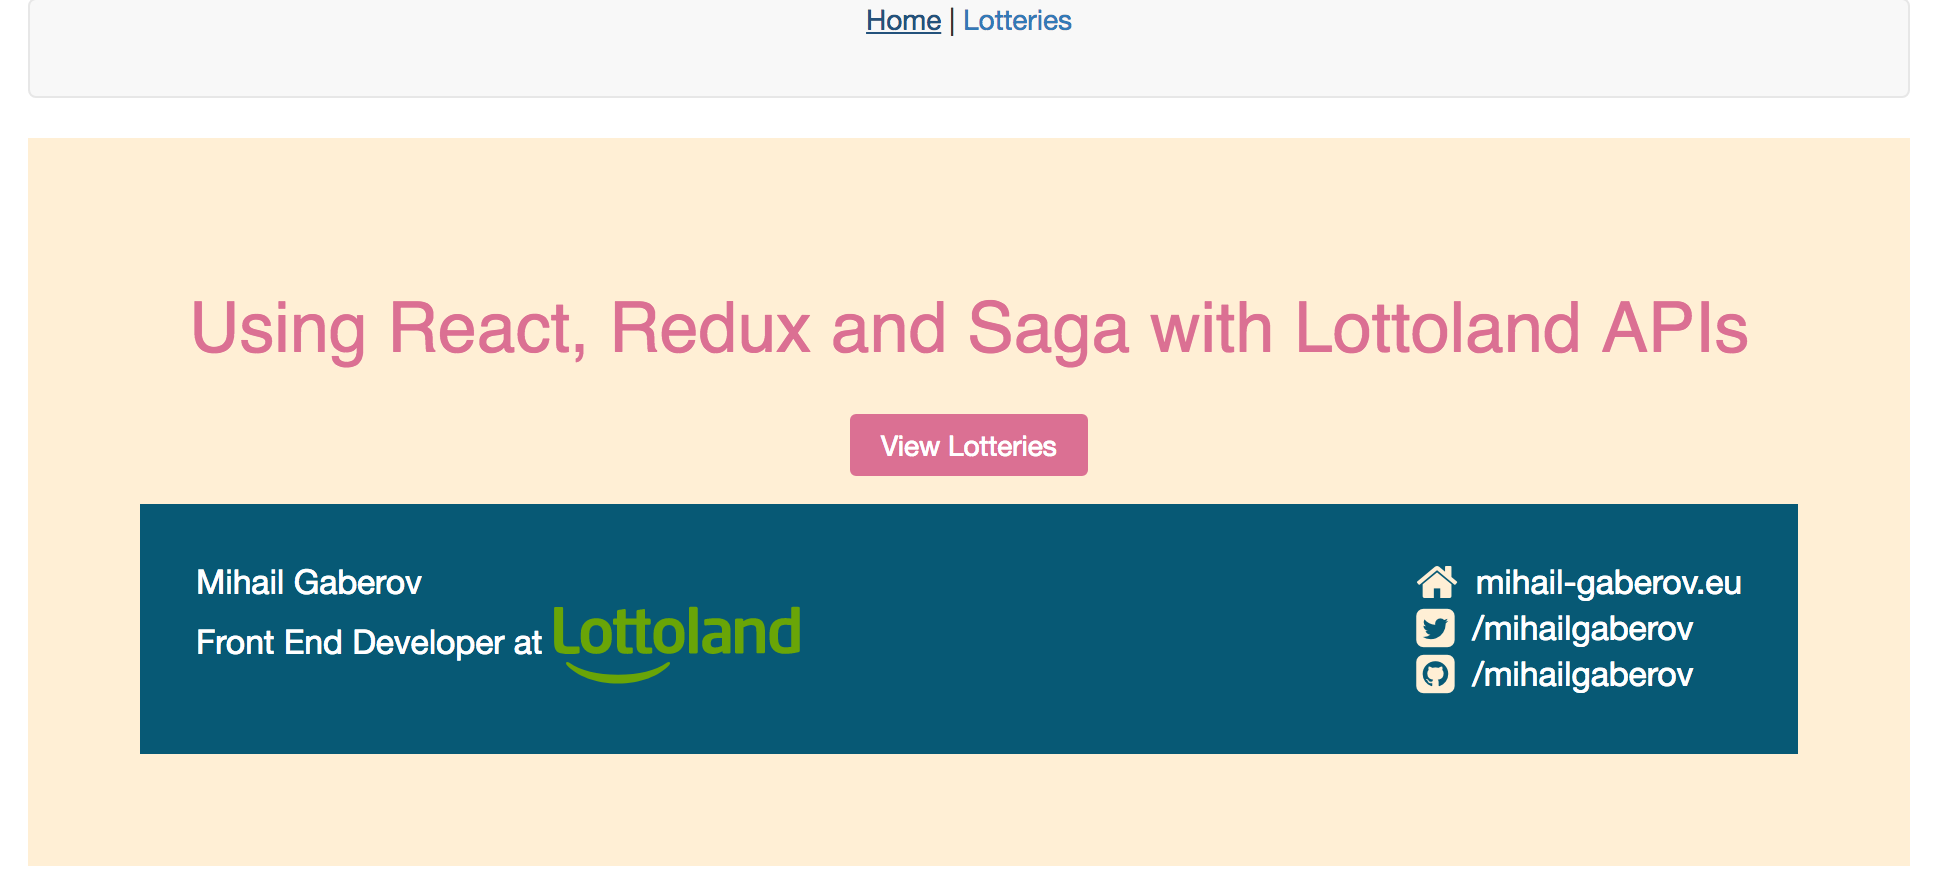 Home | Lotteries
Using React, Redux and Saga with Lottoland APIs
View Lotteries
Mihail Gaberov
Front End Developer at Lottoland
mihail-gaberov.eu
/mihailgaberov
/mihailgaberov